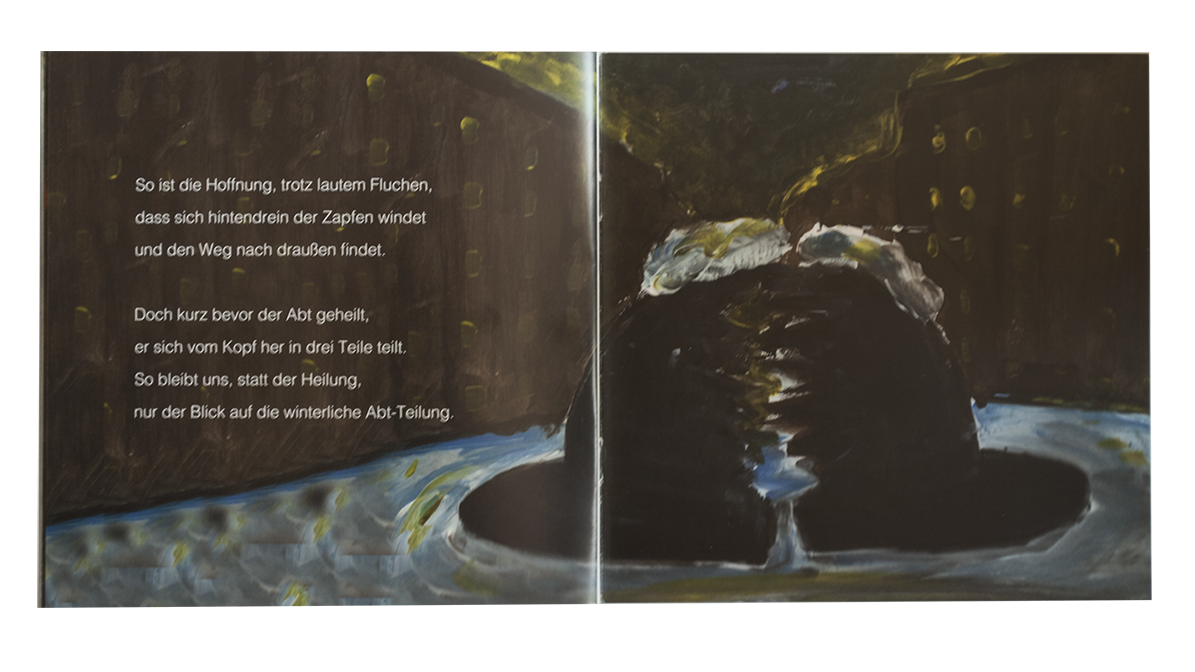 So ist die Hoffnung, trotz lautem Fluchen,
dass sich hintendrein der Zapfen windet
und den Weg nach draußen findet.
Doch kurz bevor der Abt geheilt,
er sich vom Kopf her in drei Teile teilt.
So bleibt uns, statt der Heilung,
nur der Blick auf die winterliche Abt-Teilung.